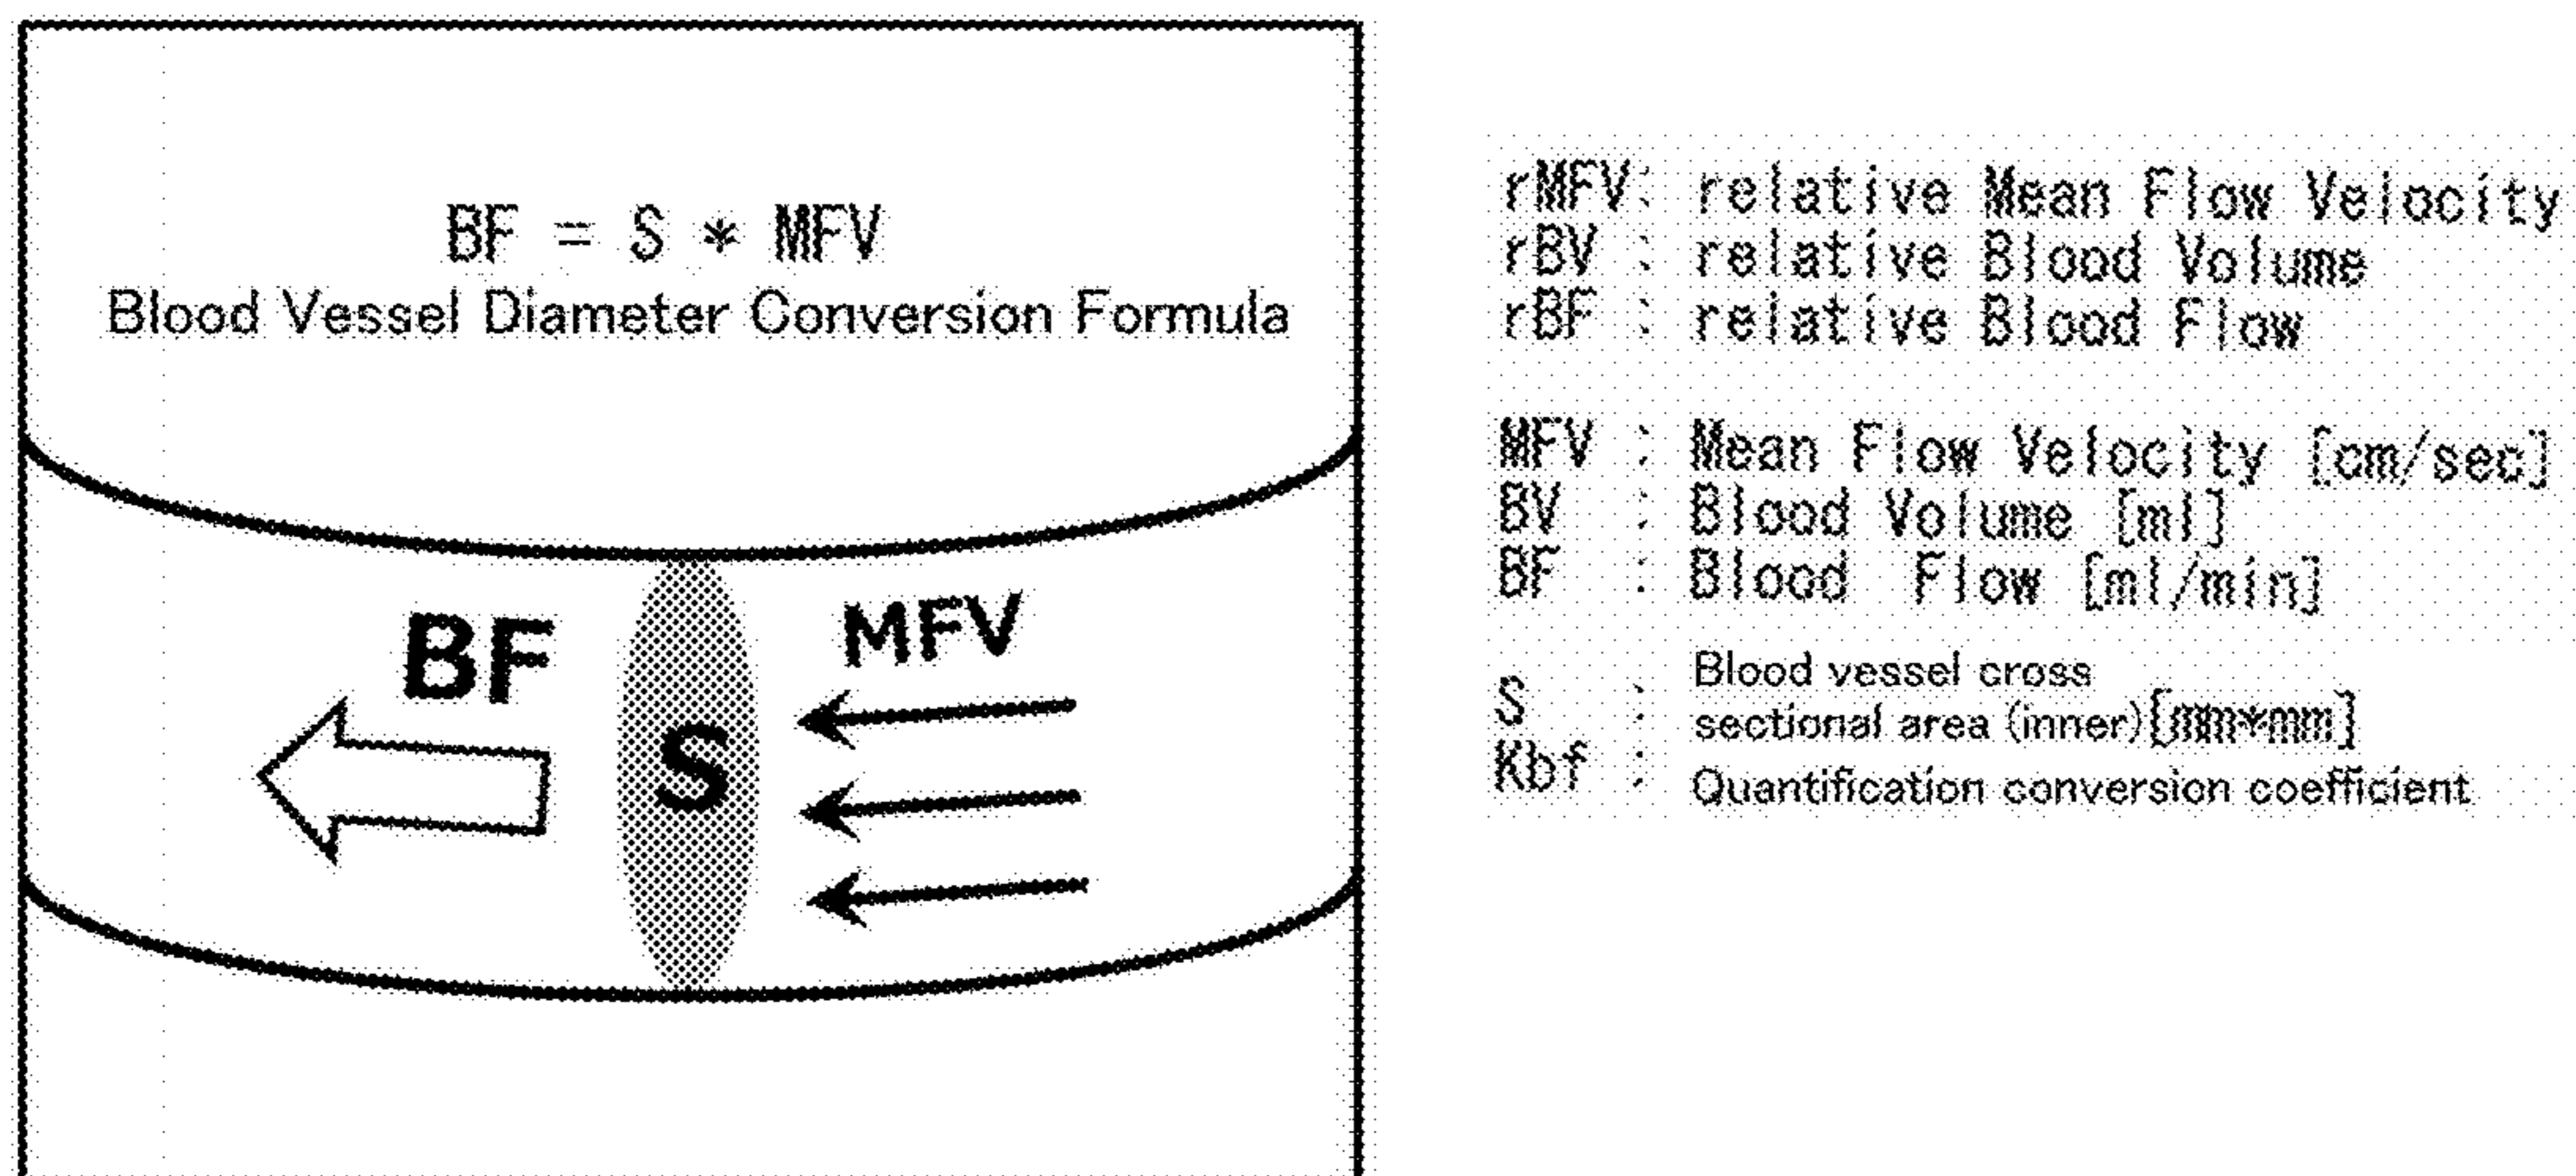 BF = S * MFV
Blood Vessel Diameter Conversion Formula
BF
S
MFV
rMFV: relative Mean Flow Velocity
rBV : relative Blood Volume
rBF : relative Blood Flow
MFV : Mean Flow Velocity [cm/sec]
BV : Blood Volume [ml]
BF : Blood Flow [ml/min]
S : Blood vessel cross
sectional area (inner) [mm*mm]
Kbf : Quantification conversion coefficient